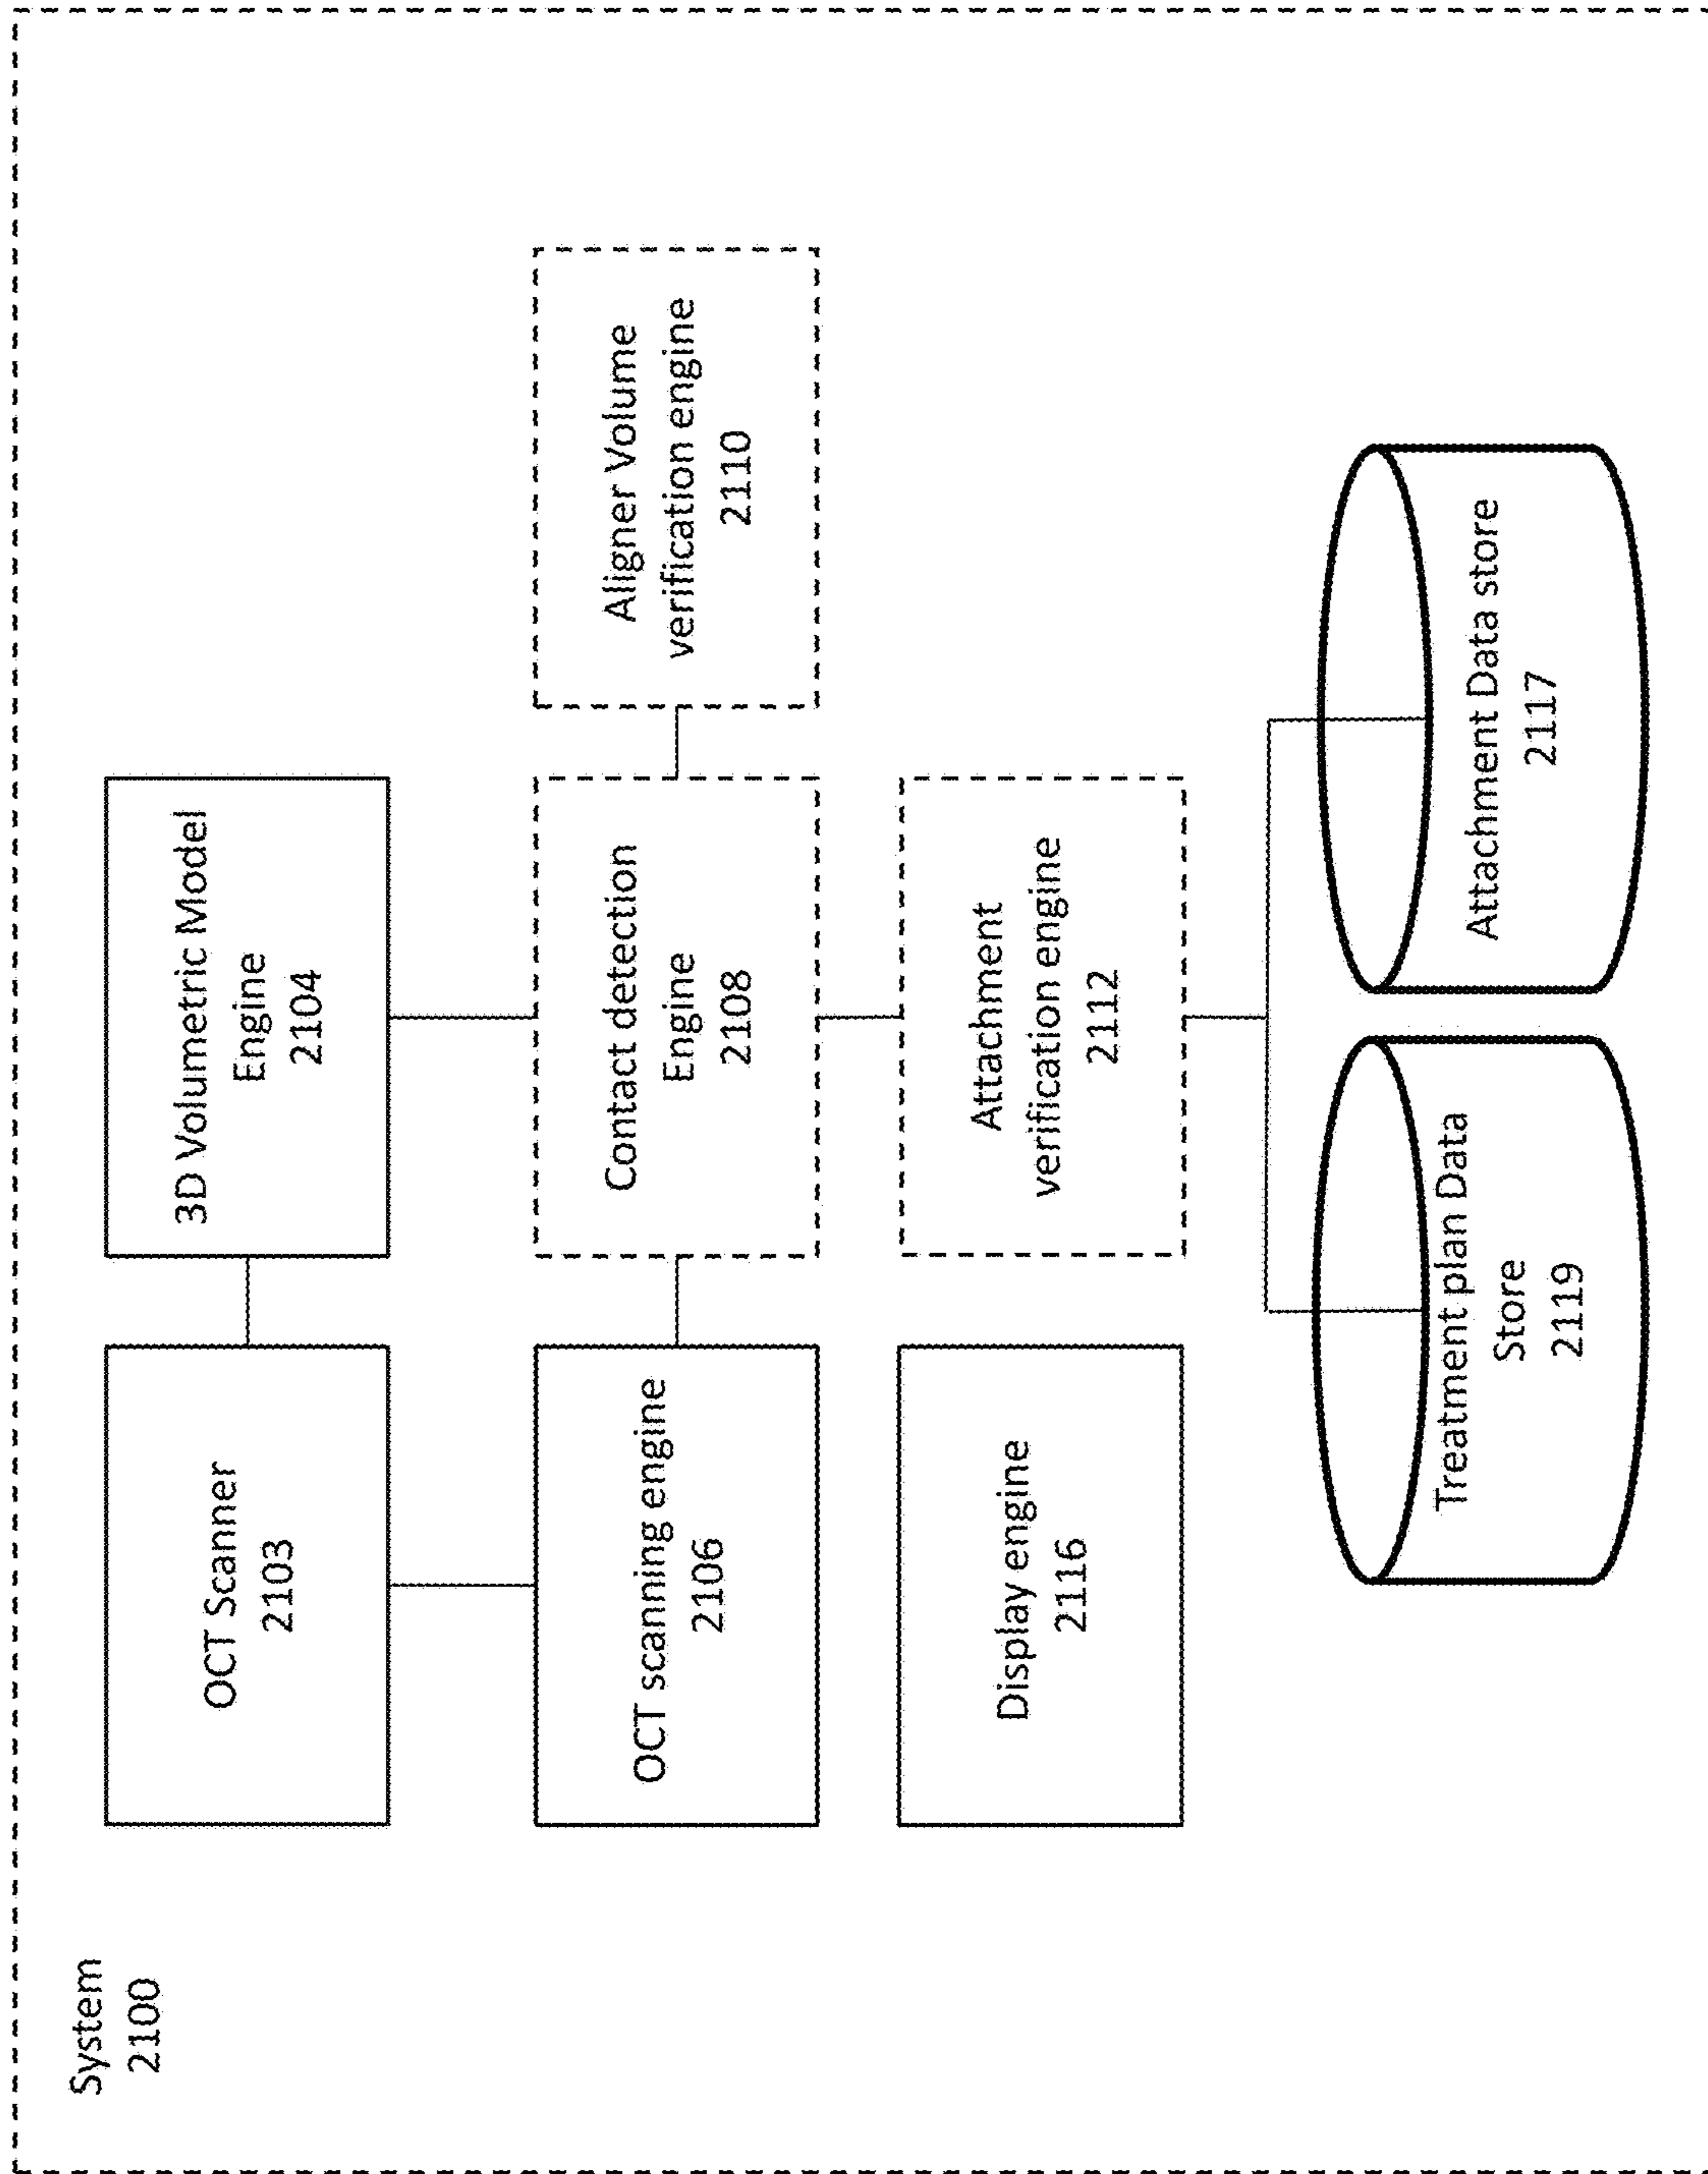 System
2100
OCT Scanner
2103
3D Volumetric Model
Engine
2104
OCT scanning engine
2106
Contact detection
Engine
2108
Aligner Volume
verification engine
2110
Display engine
2116
Attachment
verification engine
2112
Treatment plan Data
Store
2119
Attachment Data store
2117